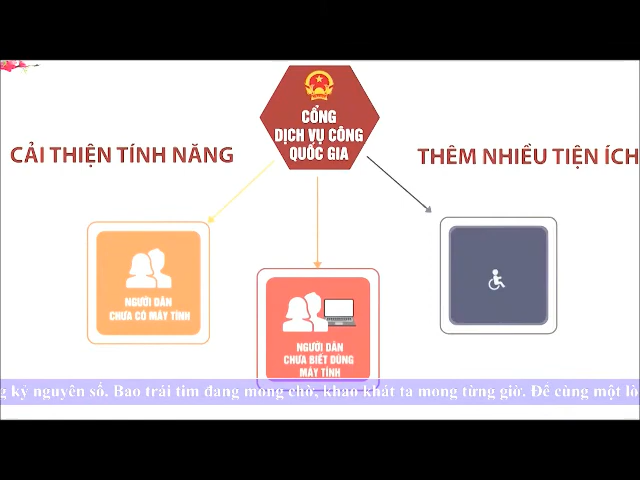 CỔNG
DỊCH VỤ CÔNG
QUỐC GIA
CẢI THIỆN TÍNH NĂNG
THÊM NHIỀU TIỆN ÍCH
NGƯỜI DÂN
CHƯA CÓ MÁY TÍNH
NGƯỜI DÂN
CHƯA BIẾT DÙNG
MÁY TÍNH
g kỷ nguyên số. Bao trái tim đang mong chờ, khao khát ta mong từng giờ. Để cùng một lò